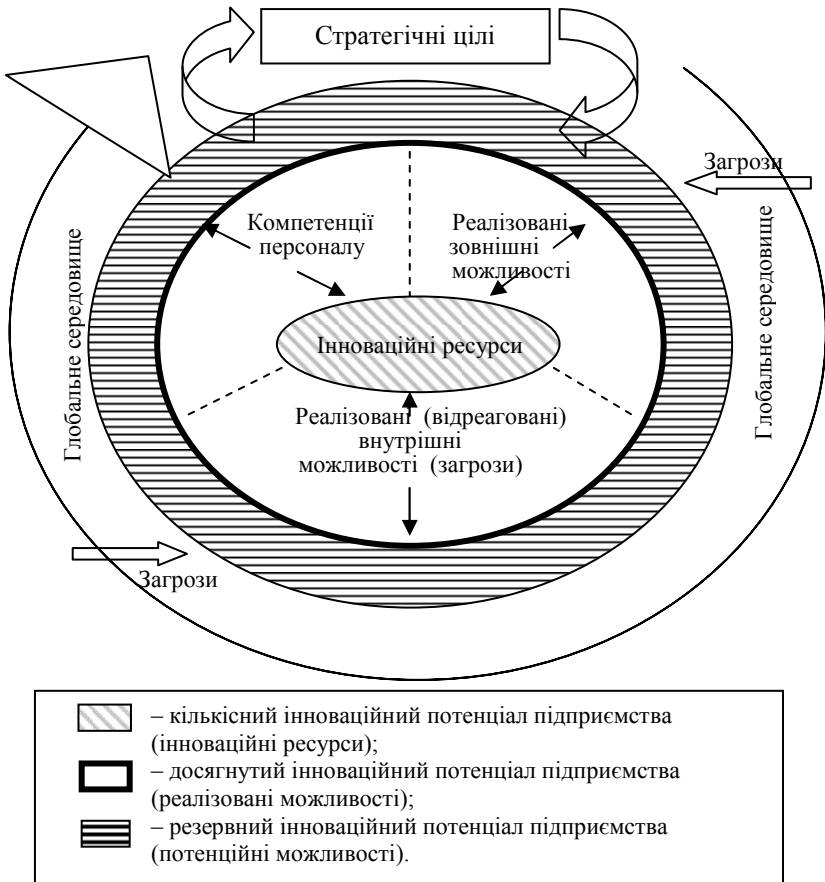 Стратегічні цілі
Загрози
Компетенції
персоналу
Реалізовані
зовнішні
можливості
Глобальне середовище
Глобальне середовище
Інноваційні ресурси
Реалізовані (відреаговані)
внутрішні
можливості (загрози)
Загрози
– кількісний інноваційний потенціал підприємства
(інноваційні ресурси);
– досягнутий інноваційний потенціал підприємства
(реалізовані можливості);
– резервний інноваційний потенціал підприємства
(потенційні можливості).